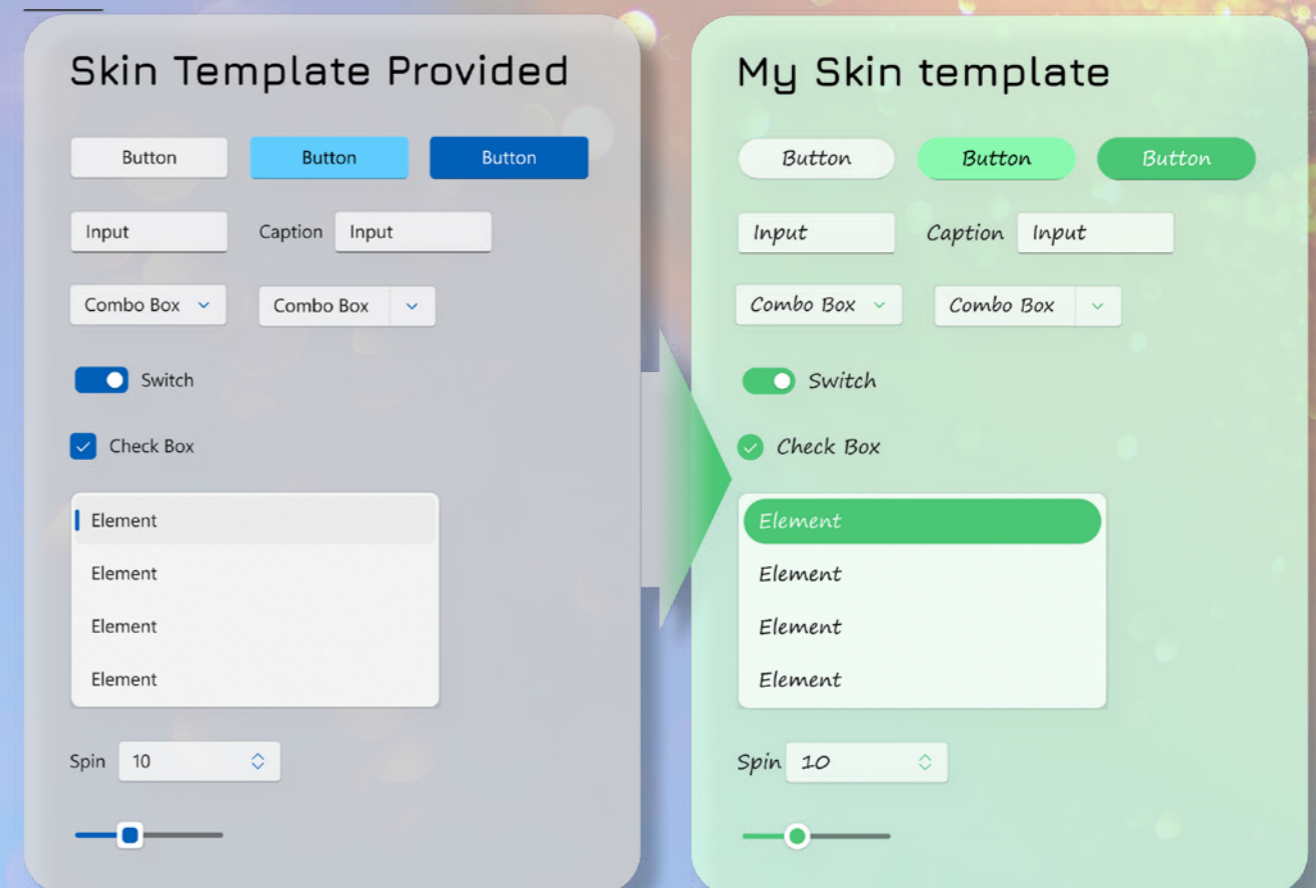 Skin Template Provided
Button Button Button
Input Caption Input
Combo Box Combo Box
Switch
Check Box
Element
Element
Element
Element
Spin 10
My Skin template
Button Button Button
Input Caption Input
Combo Box Combo Box
Switch
Check Box
Element
Element
Element
Element
Spin 10